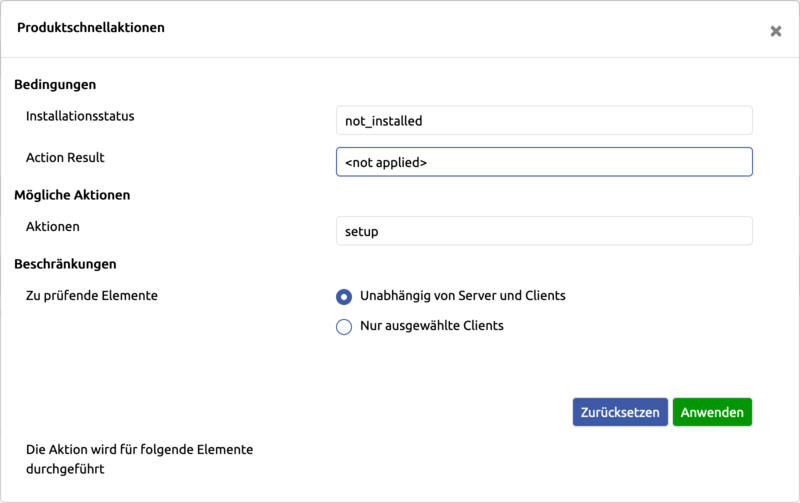 Produktschnellaktionen
Bedingungen
Installationsstatus
not_installed
Action Result
<not applied>
Mögliche Aktionen
Aktionen
setup
Beschränkungen
Zu prüfende Elemente
Unabhängig von Server und Clients
Nur ausgewählte Clients
Zurücksetzen
Anwenden
Die Aktion wird für folgende Elemente
durchgeführt